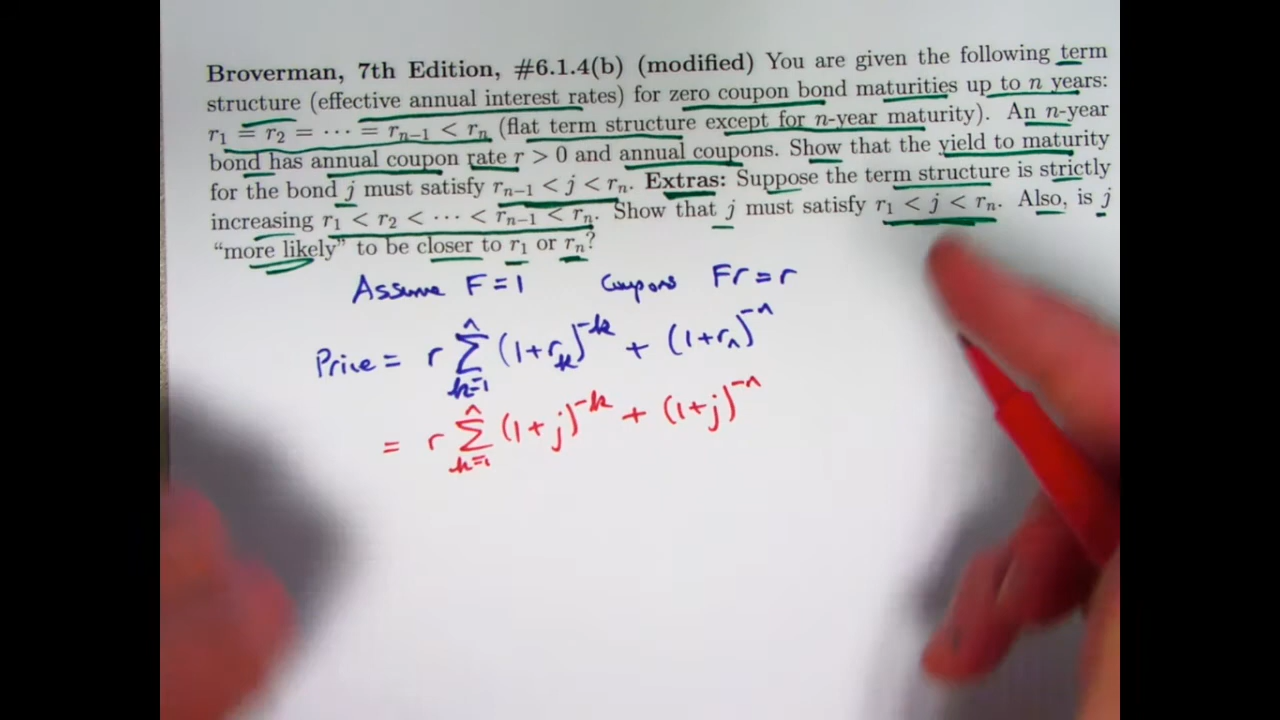 Broverman, 7th Edition, #6.1.4(b) (modified) You are given the following term
structure (effective annual interest rates) for zero coupon bond maturities up to n years:
r₁ = r₂ = ⋯ = rₙ₋₁ < rₙ (flat term structure except for n-year maturity). An n-year
bond has annual coupon rate r > 0 and annual coupons. Show that the yield to maturity
for the bond j must satisfy rₙ₋₁ < j < rₙ. Extras: Suppose the term structure is strictly
increasing r₁ < r₂ < ⋯ < rₙ₋₁ < rₙ. Show that j must satisfy r₁ < j < rₙ. Also, is j
“more likely” to be closer to r₁ or rₙ?
Assume F = 1 Coupons Fr = r
Price = r ∑ₖ₌₁ⁿ (1+rₖ)⁻ᵏ + (1+rₙ)⁻ⁿ
= r ∑ₖ₌₁ⁿ (1+j)⁻ᵏ + (1+j)⁻ⁿ